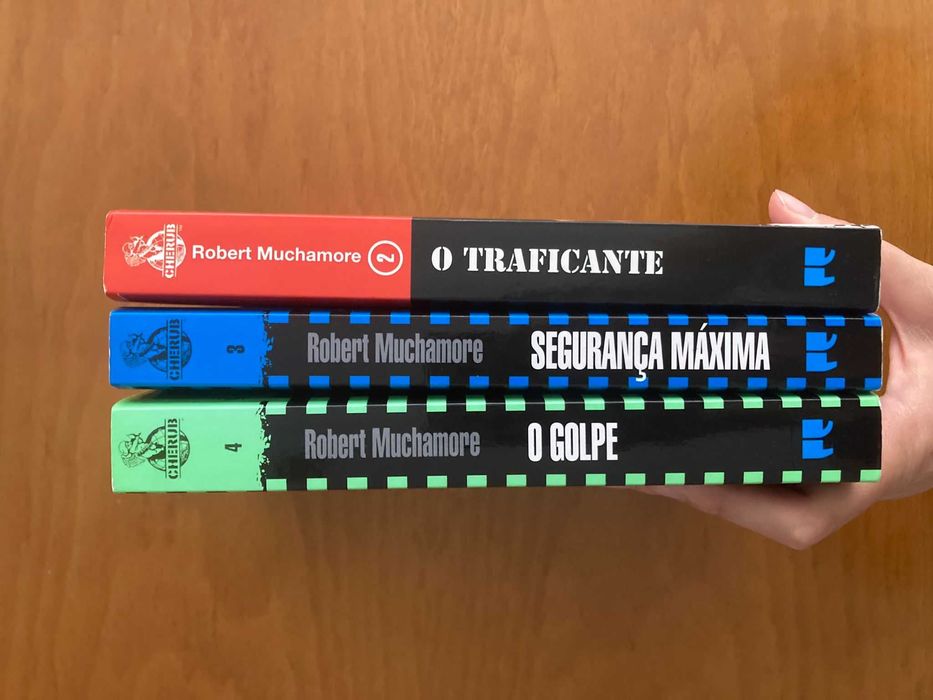 CHERUB Robert Muchamore 2 O TRAFICANTE
CHERUB 3 Robert Muchamore SEGURANÇA MÁXIMA
CHERUB 4 Robert Muchamore O GOLPE